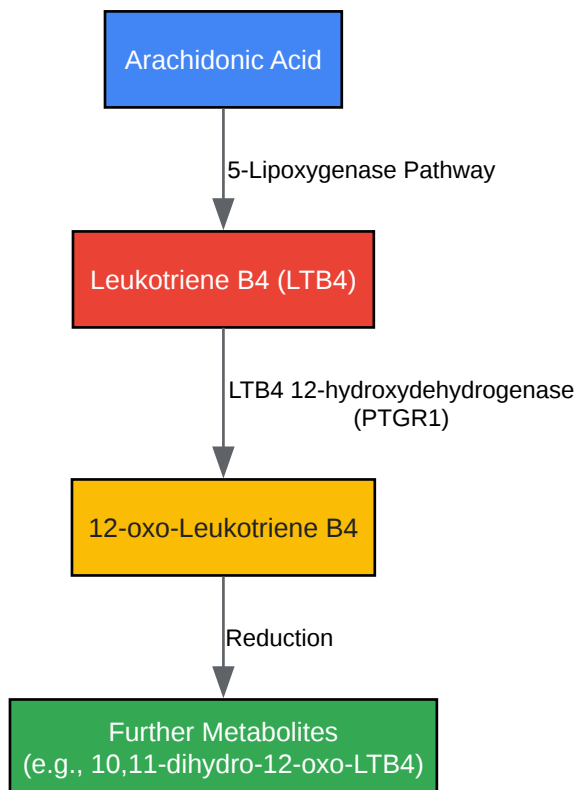 Arachidonic Acid
5-Lipoxygenase Pathway
Leukotriene B4 (LTB4)
LTB4 12-hydroxydehydrogenase
(PTGR1)
12-oxo-Leukotriene B4
Reduction
Further Metabolites
(e.g., 10,11-dihydro-12-oxo-LTB4)